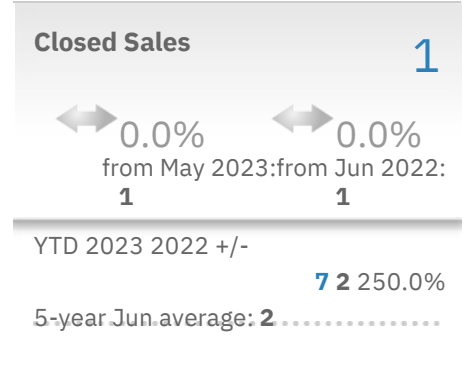 Closed Sales 1
0.0% 0.0%
from May 2023: from Jun 2022:
1 1
YTD 2023 2022 +/-
7 2 250.0%
5-year Jun average: 2